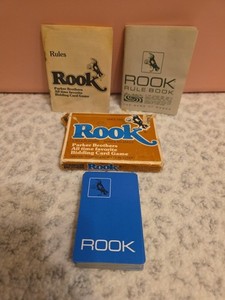 Rules
Rook
Parker Brothers
All time favorite
Bidding Card Game
ROOK
RULE BOOK
Rook
Parker Brothers
All time favorite
Bidding Card Game
Rook
ROOK